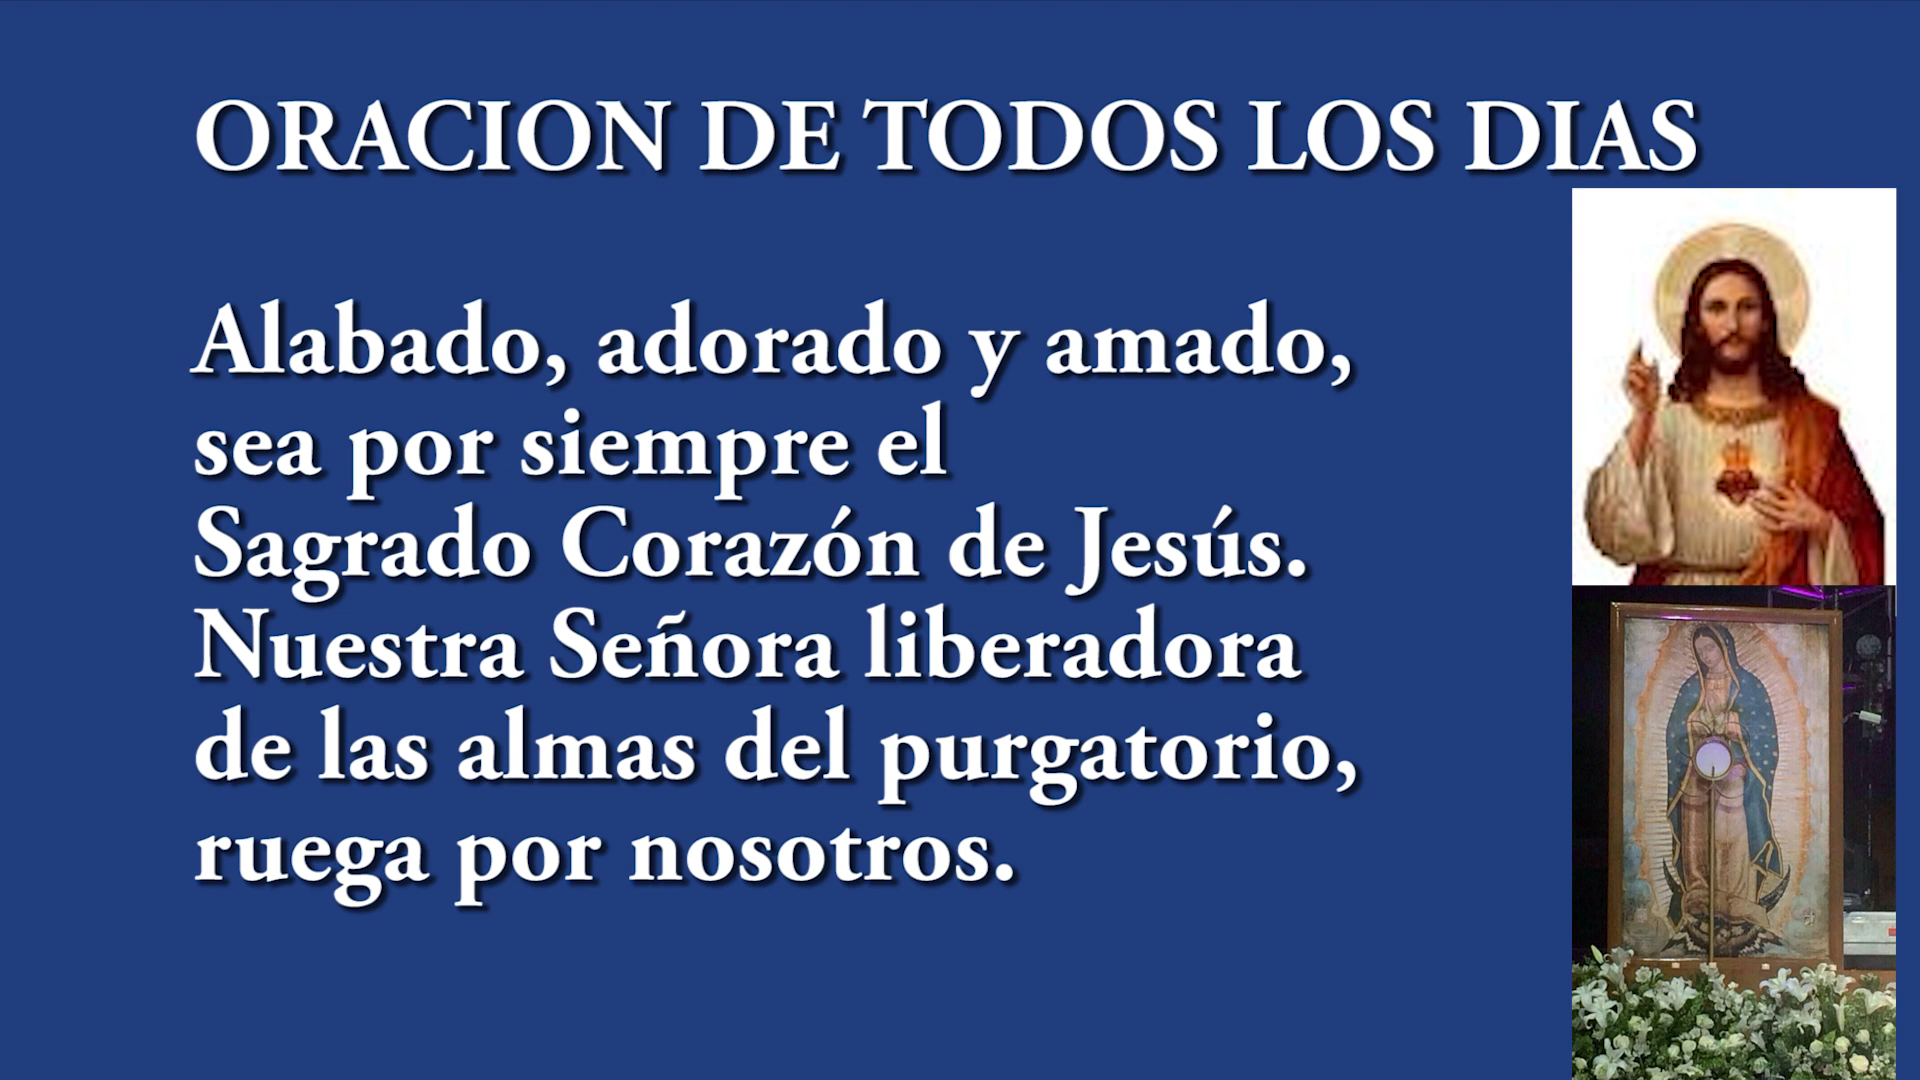 ORACION DE TODOS LOS DIAS
Alabado, adorado y amado,
sea por siempre el
Sagrado Corazón de Jesús.
Nuestra Señora liberadora
de las almas del purgatorio,
ruega por nosotros.